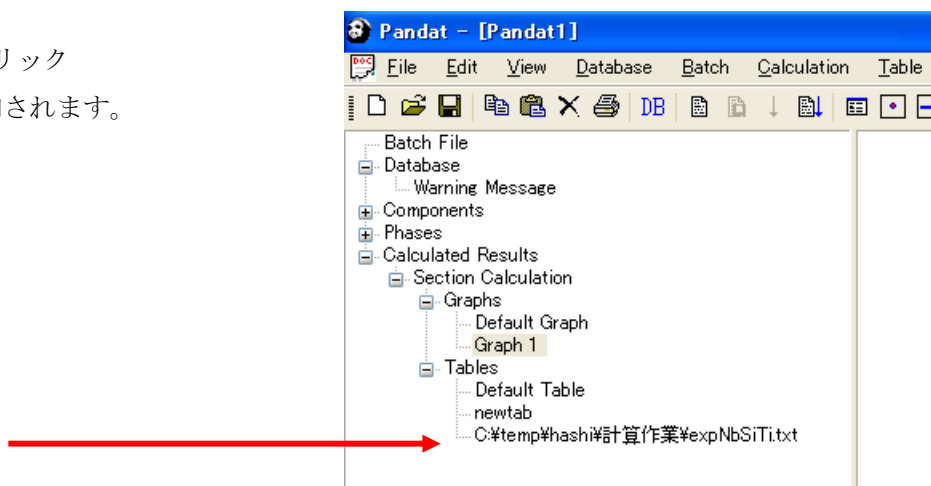 リック
されます。
Pandat - [Pandat1]
File Edit View Database Batch Calculation Table
DB
Batch File
Database
Warning Message
Components
Phases
Calculated Results
Section Calculation
Graphs
Default Graph
Graph 1
Tables
Default Table
newtab
C:¥temp¥hashi¥計算作業¥expNbSiTi.txt